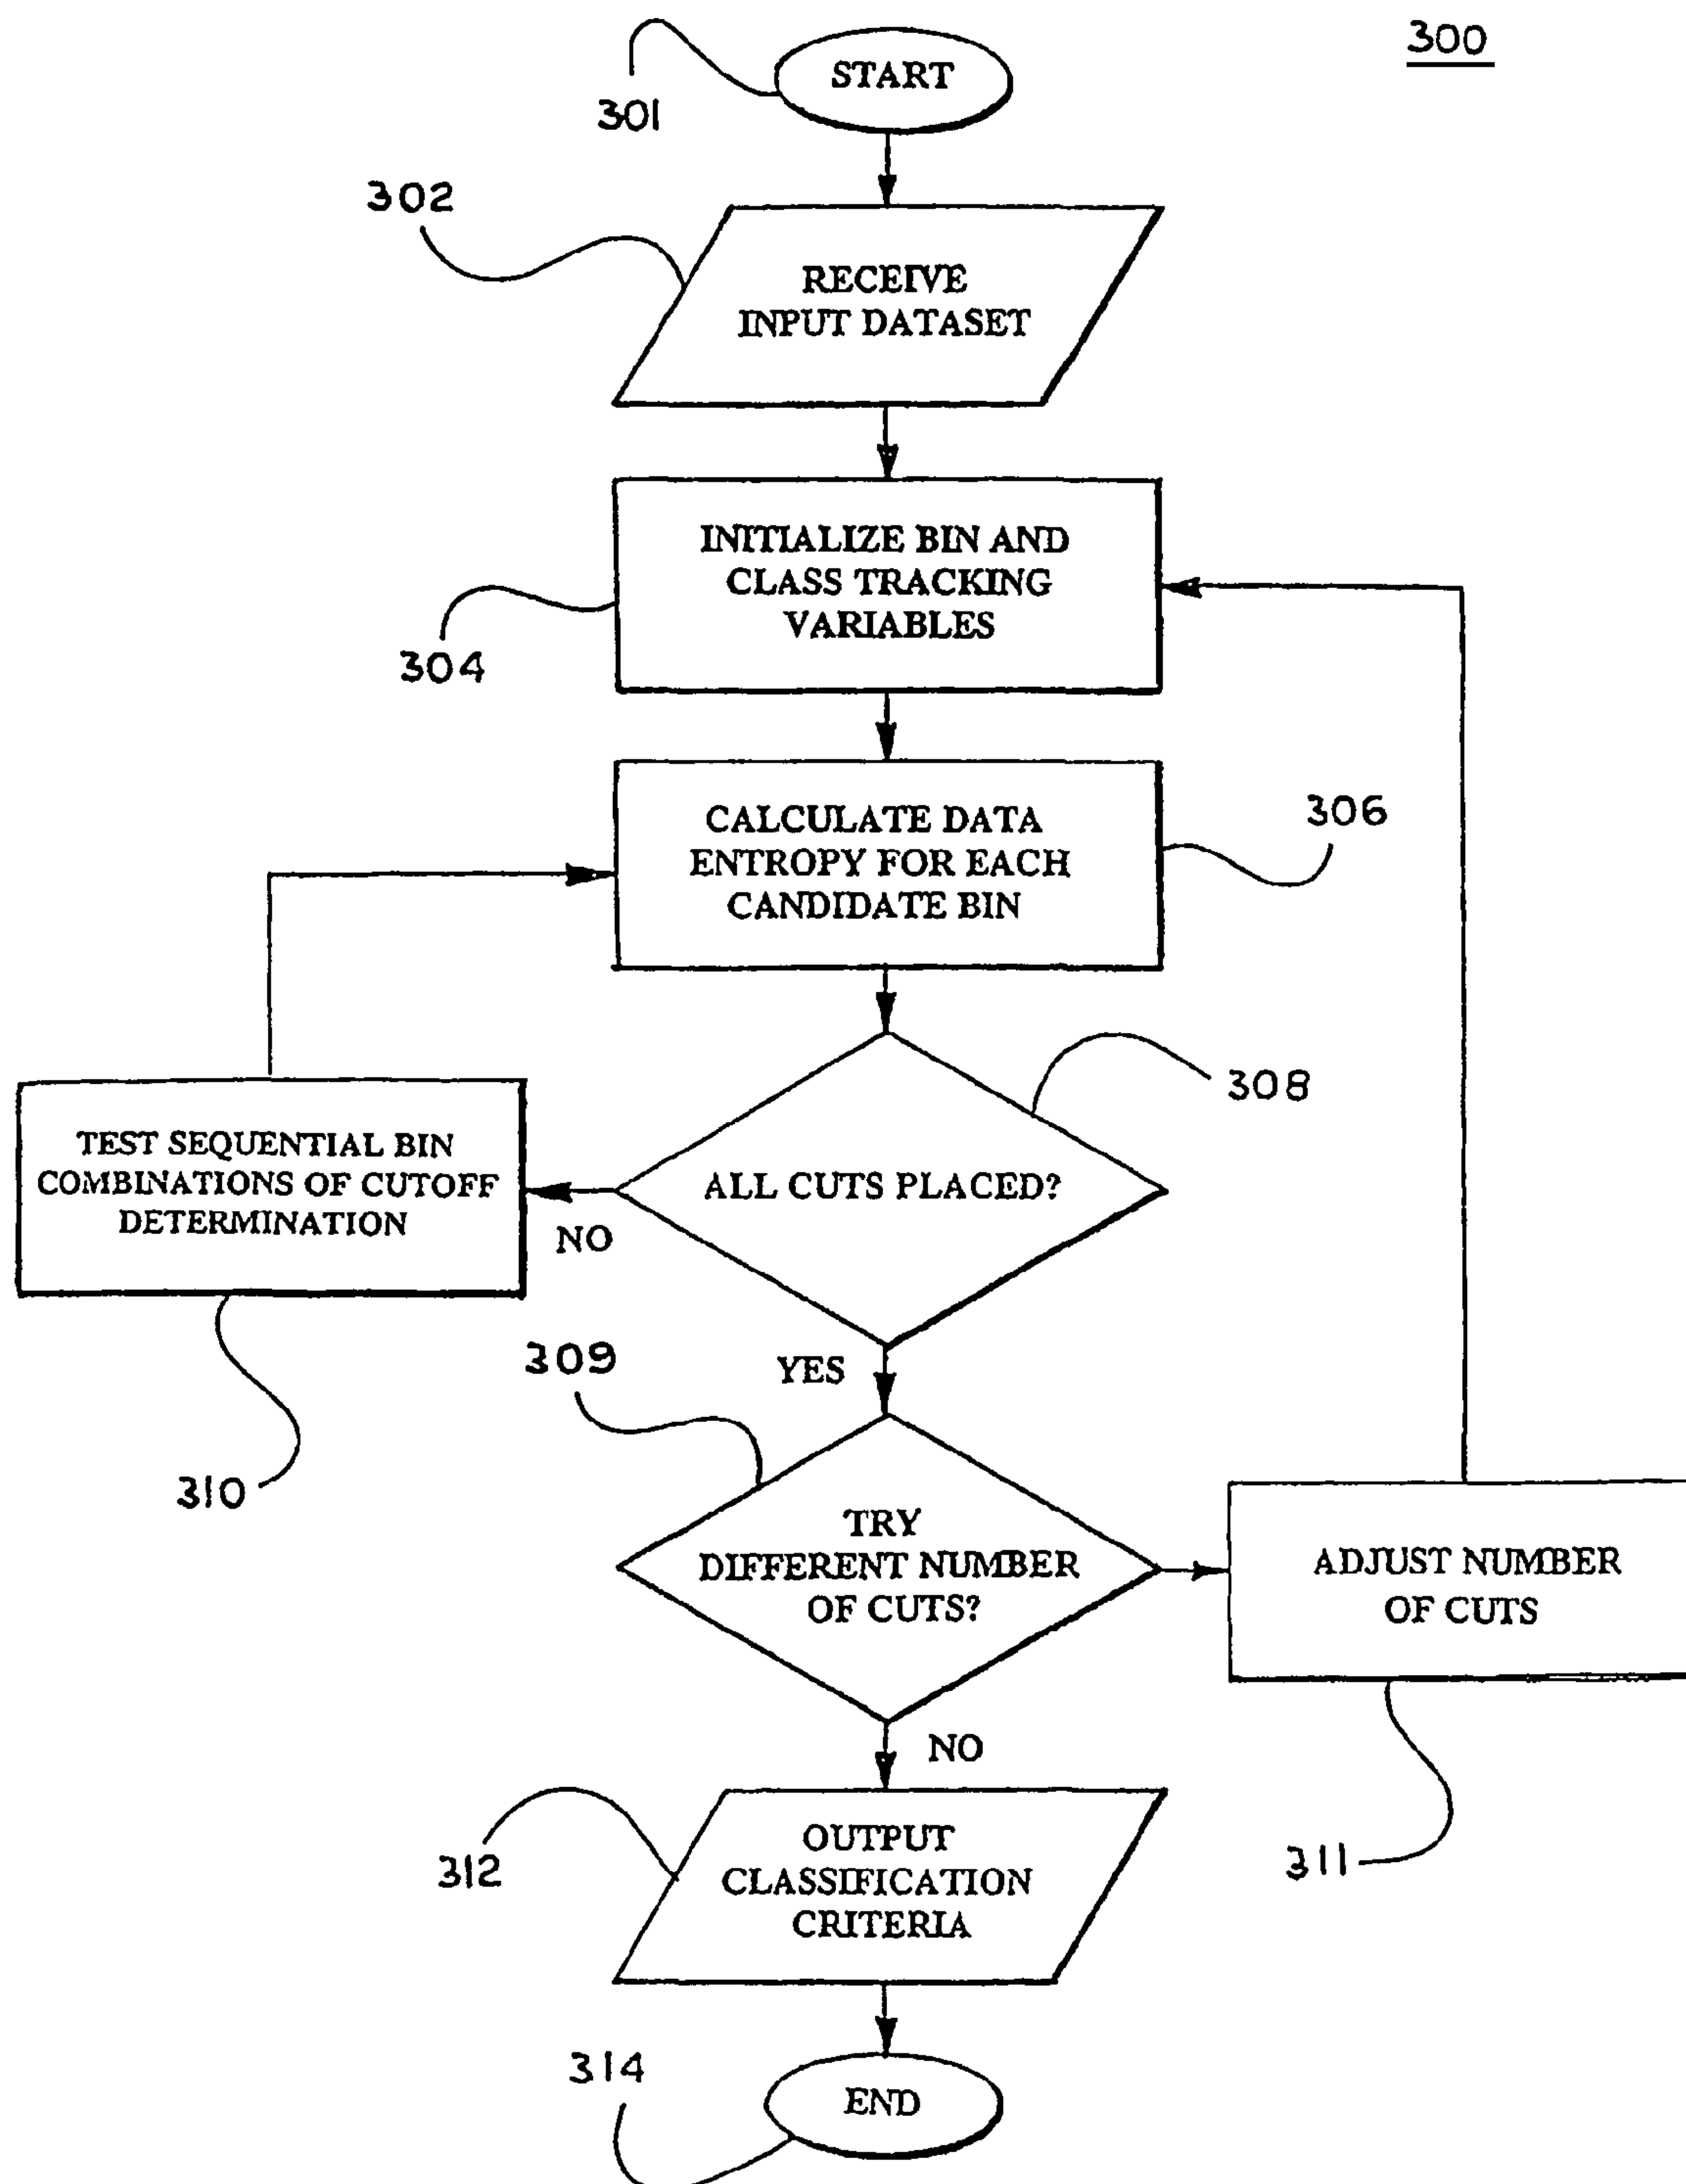 300
START
301
302
RECEIVE
INPUT DATASET
INITIALIZE BIN AND
CLASS TRACKING
VARIABLES
304
CALCULATE DATA
ENTROPY FOR EACH
CANDIDATE BIN
306
308
TEST SEQUENTIAL BIN
COMBINATIONS OF CUTOFF
DETERMINATION
ALL CUTS PLACED?
NO
310
YES
309
TRY
DIFFERENT NUMBER
OF CUTS?
ADJUST NUMBER
OF CUTS
311
NO
312
OUTPUT
CLASSIFICATION
CRITERIA
314
END